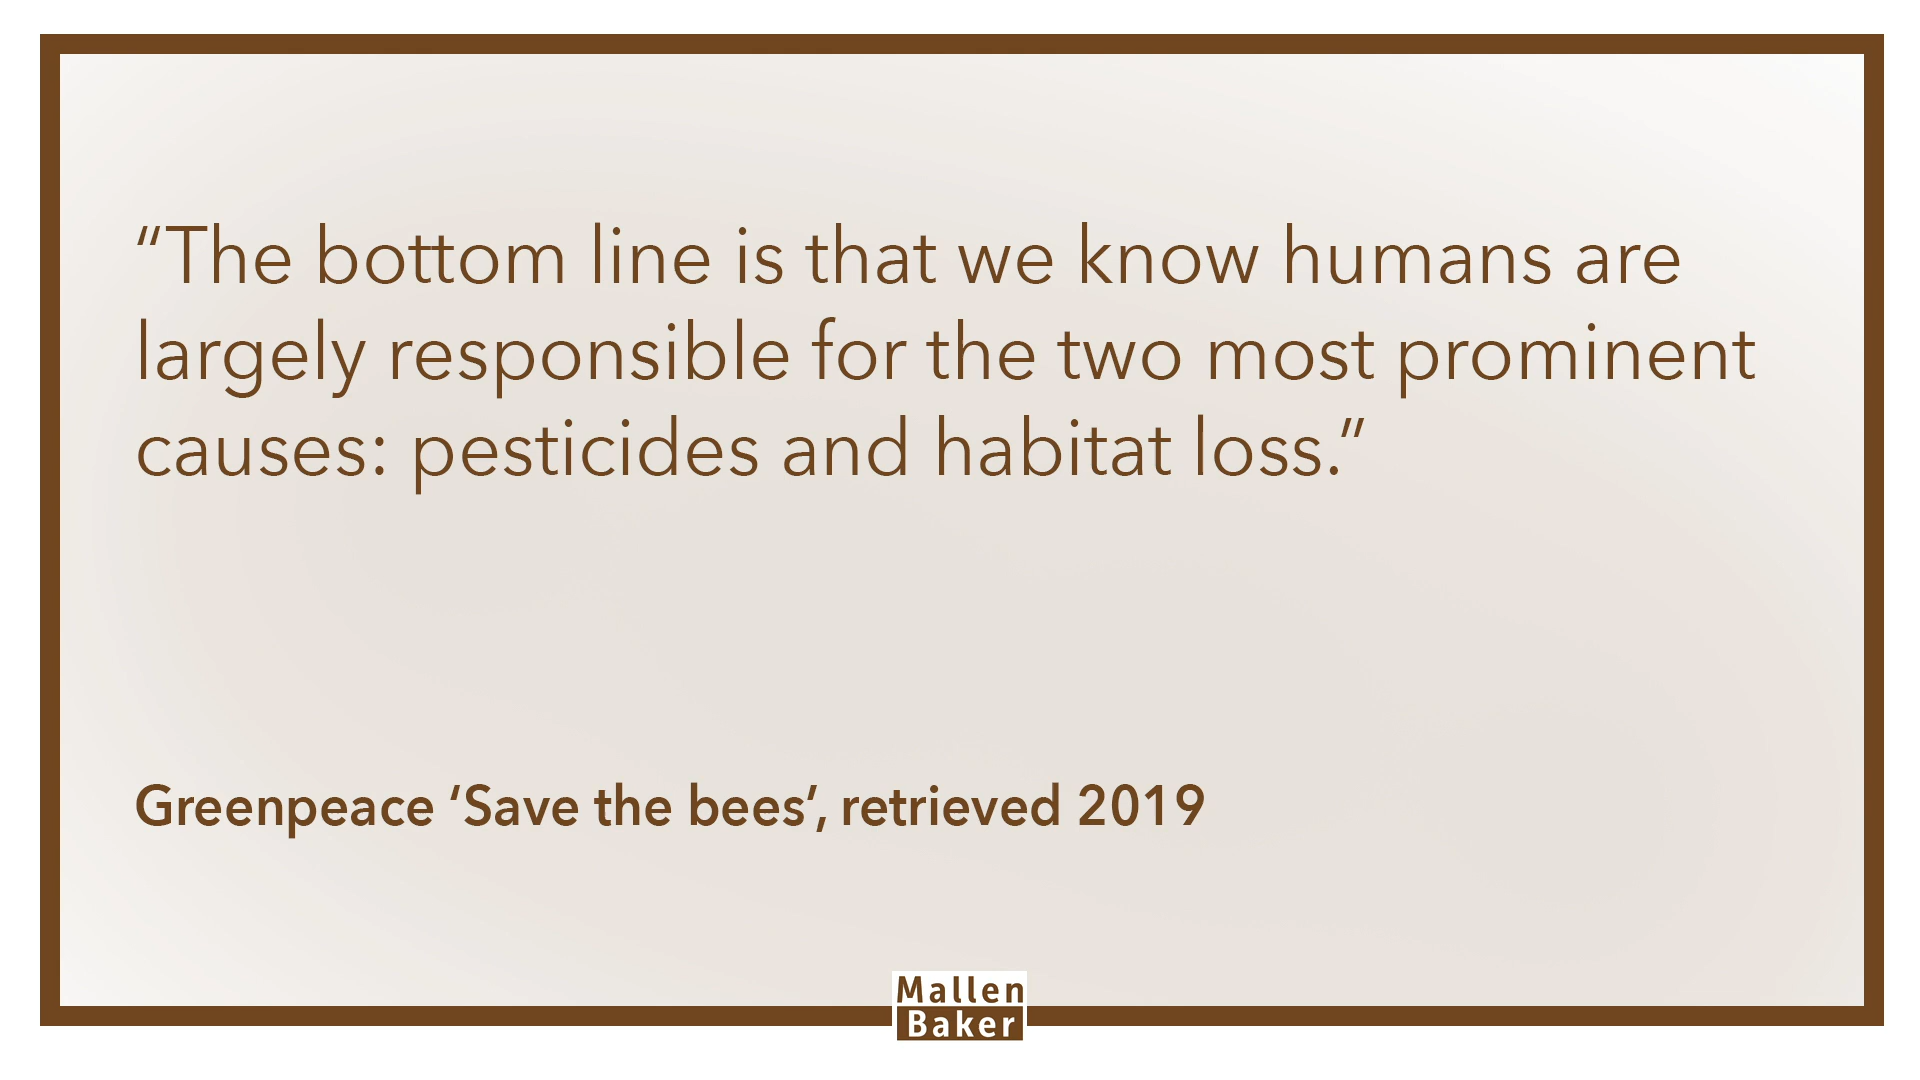 “The bottom line is that we know humans are
largely responsible for the two most prominent
causes: pesticides and habitat loss.”
Greenpeace ‘Save the bees’, retrieved 2019
Mallen
Baker